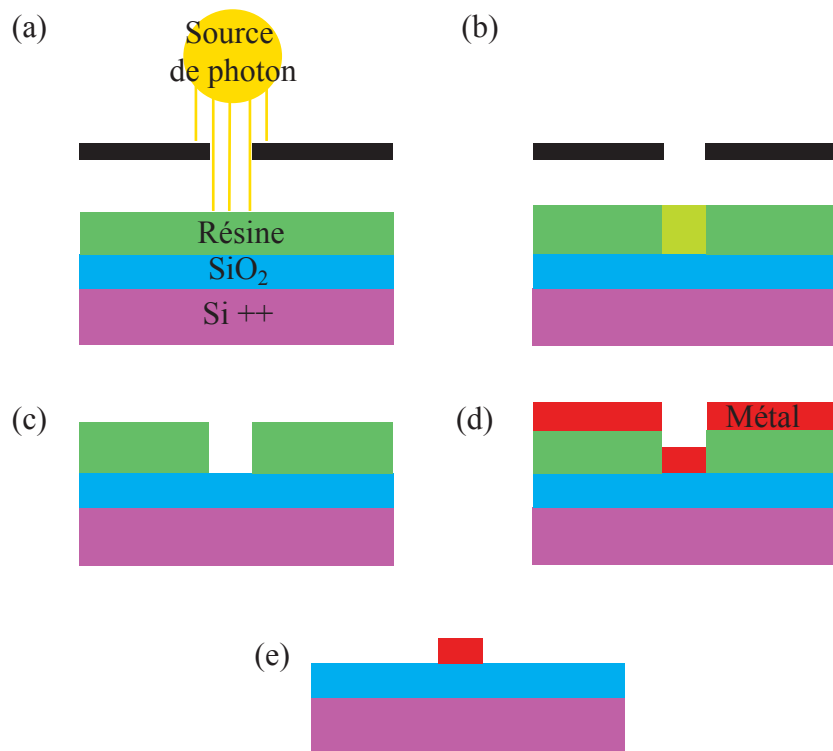 (a)
Source
de photon
(b)
Résine
SiO₂
Si ++
(c)
(d)
Métal
(e)